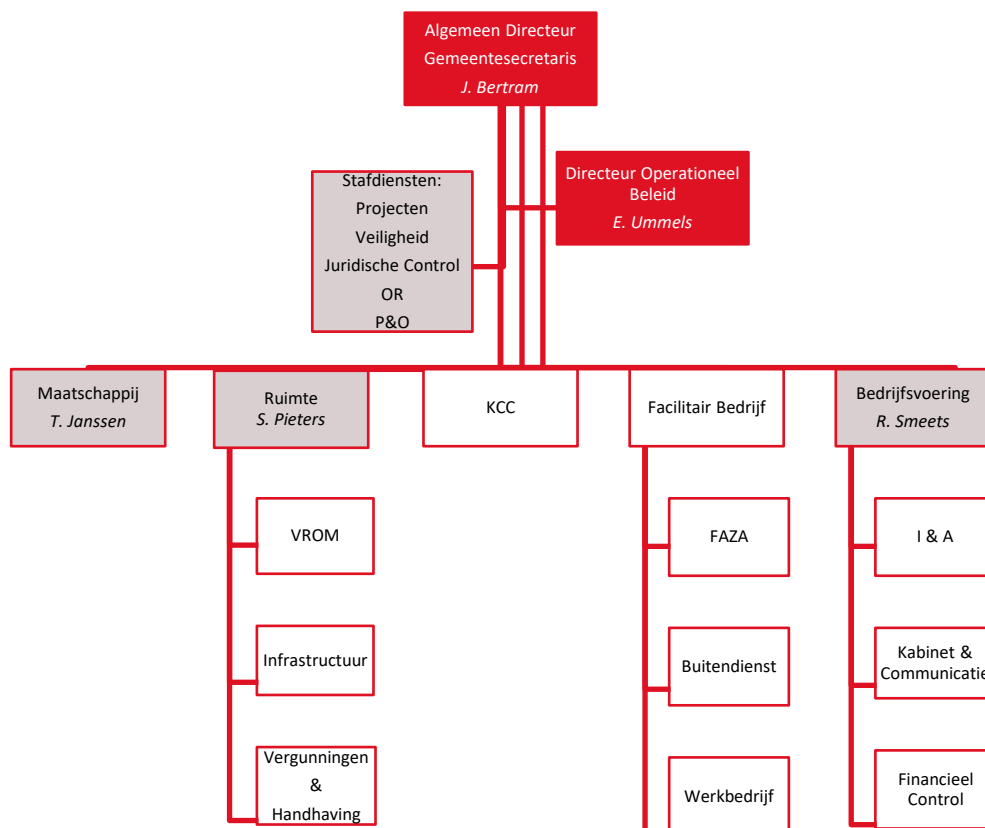 Algemeen Directeur
Gemeentesecretaris
J. Bertram
Directeur Operationeel
Beleid
E. Ummels
Stafdiensten:
Projecten
Veiligheid
Juridische Control
OR
P&O
Maatschappij
T. Janssen
Ruimte
S. Pieters
KCC
Facilitair Bedrijf
Bedrijfsvoering
R. Smeets
VROM
FAZA
I & A
Infrastructuur
Buitendienst
Kabinet &
Communicatie
Vergunningen
&
Handhaving
Werkbedrijf
Financieel
Control